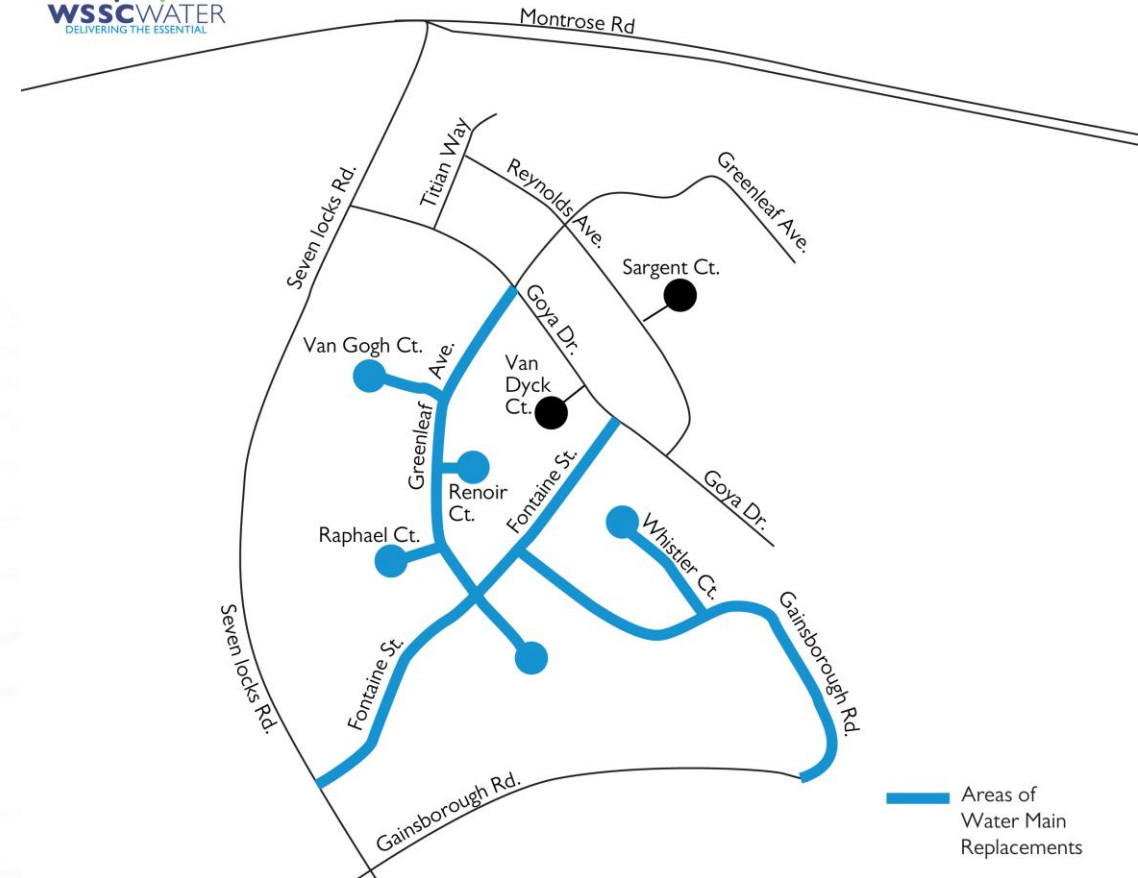 WSSCWATER
DELIVERING THE ESSENTIAL
Montrose Rd
Titian Way
Reynolds Ave.
Greenleaf Ave.
Seven locks Rd.
Sargent Ct.
Goya Dr.
Van Gogh Ct.
Greenleaf Ave.
Van
Dyck
Ct.
Renoir
Ct.
Fontaine St.
Goya Dr.
Raphael Ct.
Whistler Ct.
Seven locks Rd.
Fontaine St.
Gainsborough Rd.
Gainsborough Rd.
Areas of
Water Main
Replacements